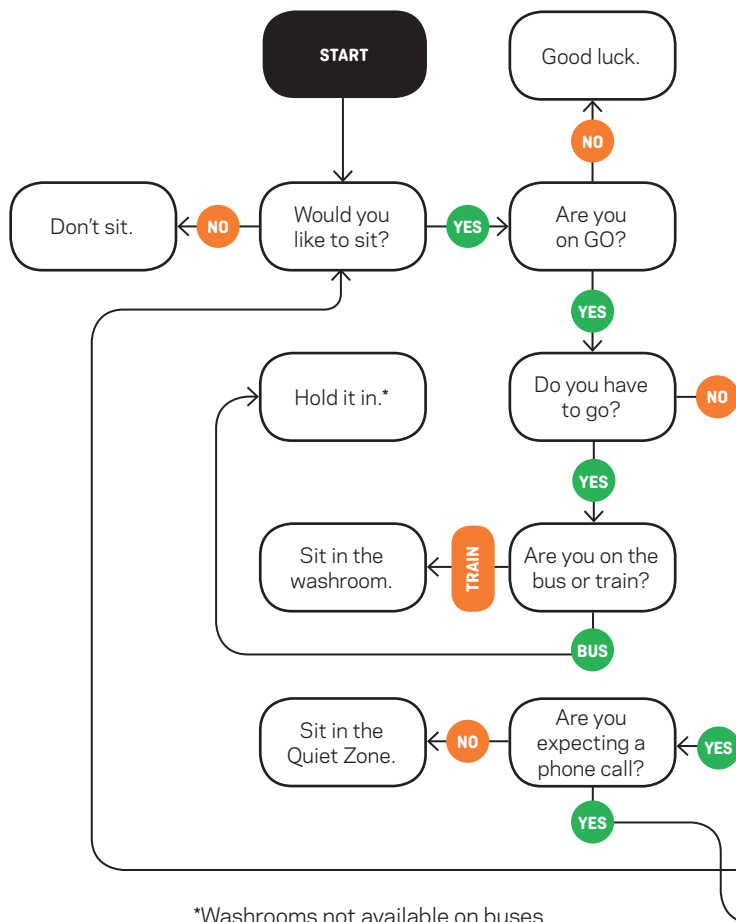 START
Good luck.
NO
Don't sit.
NO
Would you
like to sit?
YES
Are you
on GO?
YES
Hold it in.*
Do you have
to go?
NO
YES
Sit in the
washroom.
TRAIN
Are you on the
bus or train?
BUS
Sit in the
Quiet Zone.
NO
Are you
expecting a
phone call?
YES
YES
*Washrooms not available on buses